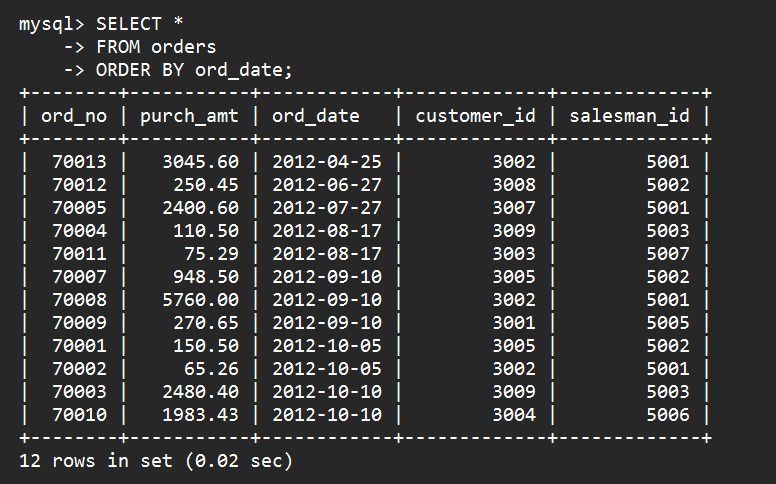 mysql> SELECT *
    -> FROM orders
    -> ORDER BY ord_date;
+--------+-----------+------------+-------------+-------------+
| ord_no | purch_amt | ord_date   | customer_id | salesman_id |
+--------+-----------+------------+-------------+-------------+
|  70013 |   3045.60 | 2012-04-25 |        3002 |        5001 |
|  70012 |    250.45 | 2012-06-27 |        3008 |        5002 |
|  70005 |   2400.60 | 2012-07-27 |        3007 |        5001 |
|  70004 |    110.50 | 2012-08-17 |        3009 |        5003 |
|  70011 |     75.29 | 2012-08-17 |        3003 |        5007 |
|  70007 |    948.50 | 2012-09-10 |        3005 |        5002 |
|  70008 |   5760.00 | 2012-09-10 |        3002 |        5001 |
|  70009 |    270.65 | 2012-09-10 |        3001 |        5005 |
|  70001 |    150.50 | 2012-10-05 |        3005 |        5002 |
|  70002 |     65.26 | 2012-10-05 |        3002 |        5001 |
|  70003 |   2480.40 | 2012-10-10 |        3009 |        5003 |
|  70010 |   1983.43 | 2012-10-10 |        3004 |        5006 |
+--------+-----------+------------+-------------+-------------+
12 rows in set (0.02 sec)